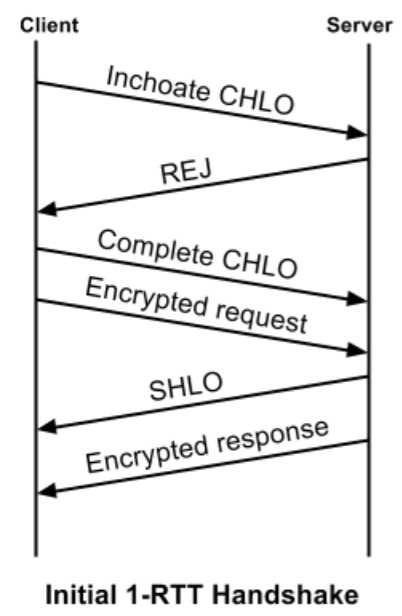 Client
Server
Inchoate CHLO
REJ
Complete CHLO
Encrypted request
SHLO
Encrypted response
Initial 1-RTT Handshake